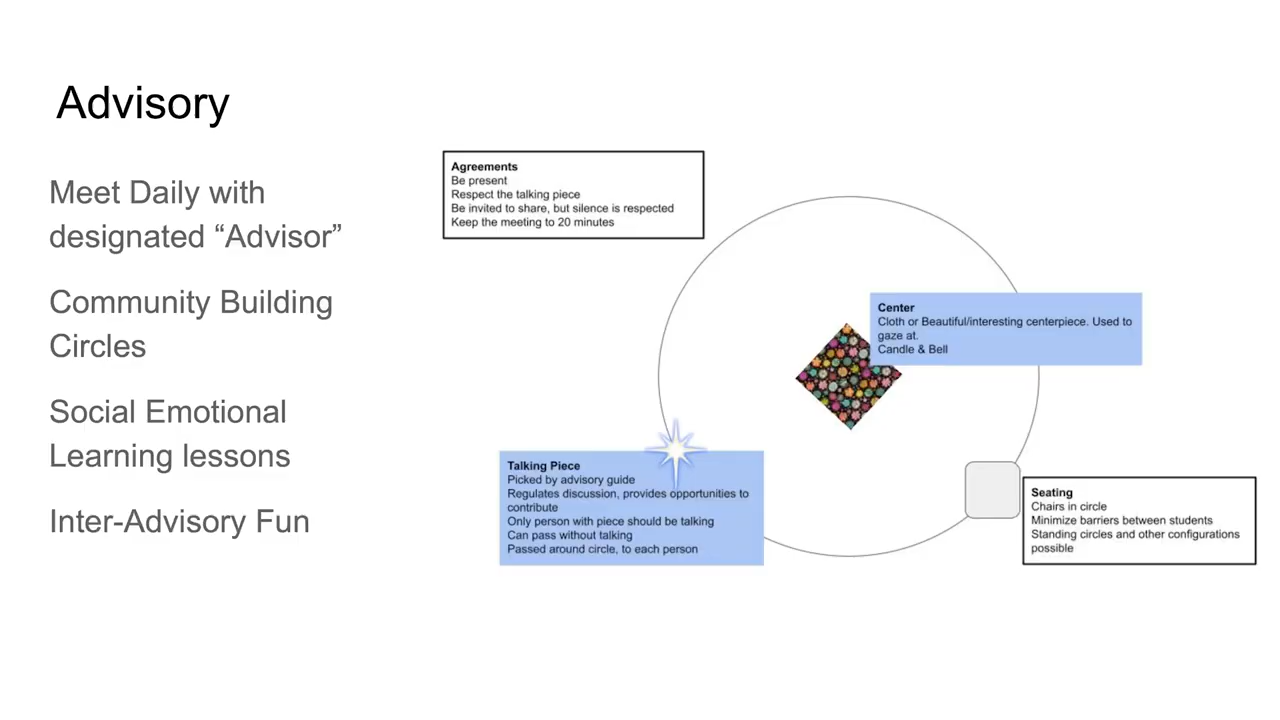 Advisory
Meet Daily with
designated “Advisor”
Community Building
Circles
Social Emotional
Learning lessons
Inter-Advisory Fun
Agreements
Be present
Respect the talking piece
Be invited to share, but silence is respected
Keep the meeting to 20 minutes
Center
Cloth or Beautiful/interesting centerpiece. Used to
gaze at.
Candle & Bell
Talking Piece
Picked by advisory guide
Regulates discussion, provides opportunities to
contribute
Only person with piece should be talking
Can pass without talking
Passed around circle, to each person
Seating
Chairs in circle
Minimize barriers between students
Standing circles and other configurations
possible